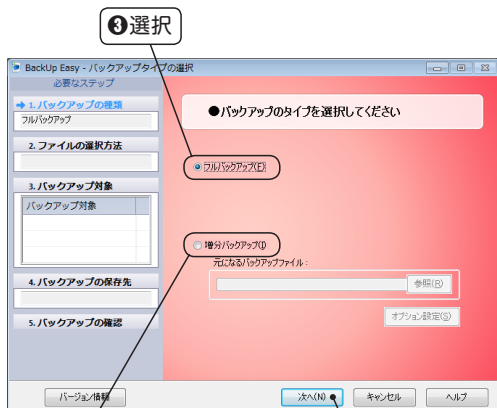 ❸選択
BackUp Easy - バックアップタイプの選択
必要なステップ
1. バックアップの種類
フルバックアップ
2. ファイルの選択方法
3. バックアップ対象
バックアップ対象
4. バックアップの保存先
5. バックアップの確認
●バックアップのタイプを選択してください
フルバックアップ(F)
増分バックアップ(I)
元になるバックアップファイル：
参照(R)
オプション設定(S)
バージョン情報
次へ(N)
キャンセル
ヘルプ